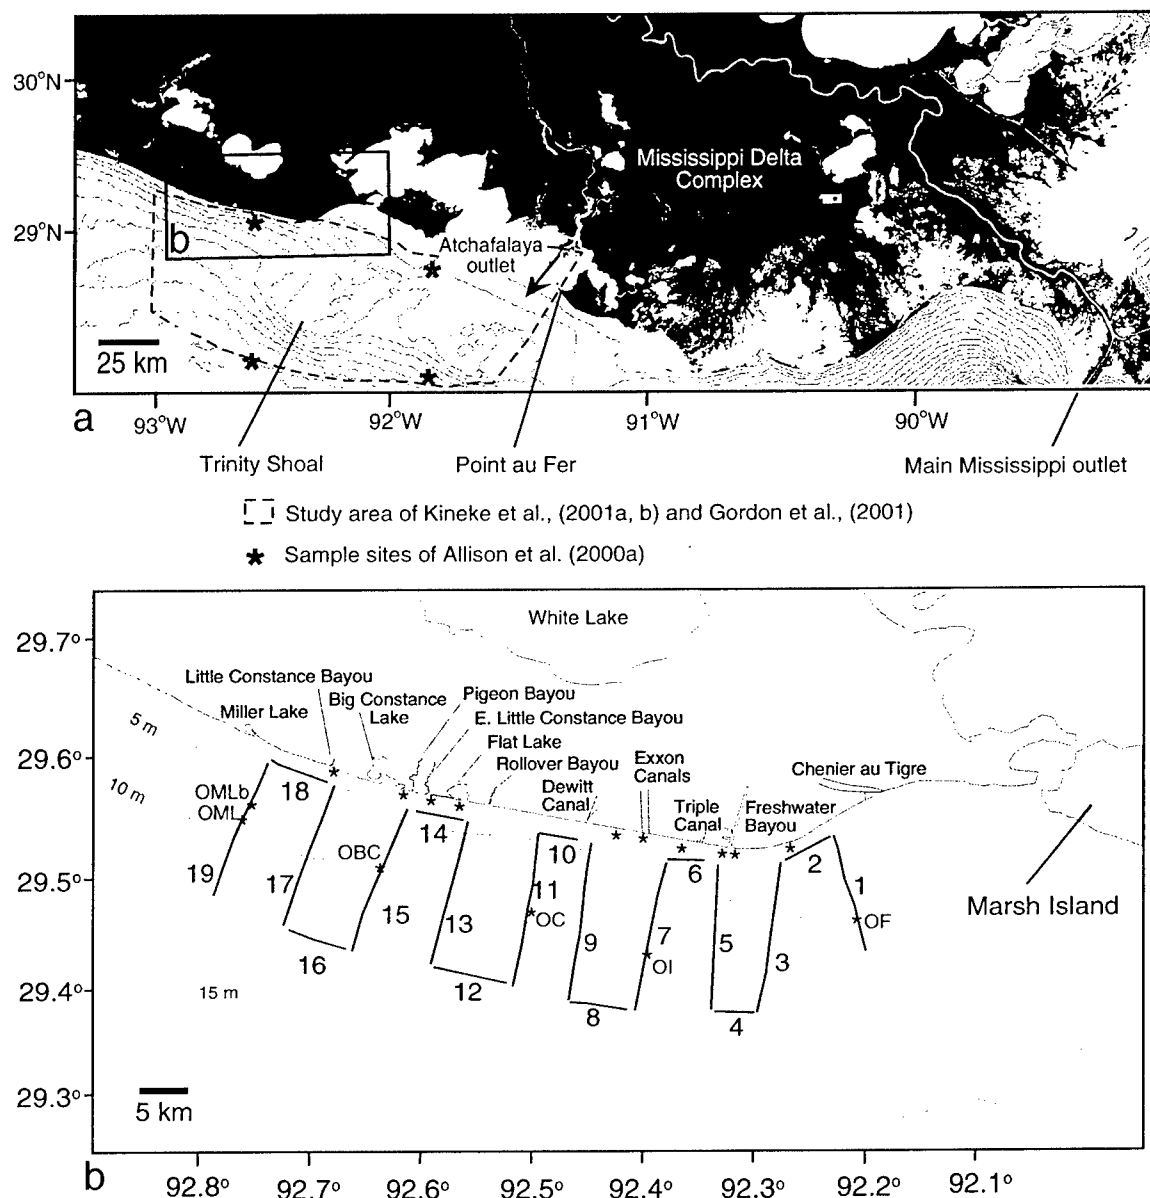 30°N
Mississippi Delta
Complex
29°N
b
Atchafalaya
outlet
25 km
a
93°W
92°W
91°W
90°W
Trinity Shoal
Point au Fer
Main Mississippi outlet
Study area of Kineke et al., (2001a, b) and Gordon et al., (2001)
Sample sites of Allison et al. (2000a)
29.7°
White Lake
Little Constance Bayou
Pigeon Bayou
Big Constance
Lake
Miller Lake
E. Little Constance Bayou
5 m
Flat Lake
29.6°
Rollover Bayou
Exxon
Canals
Chenier au Tigre
10 m
Dewitt
Canal
OMLb
18
Triple
Canal
Freshwater
Bayou
OML
14
10
2
OBC
6
29.5°
19
17
11
1
Marsh Island
15
13
OC
9
7
5
OF
3
16
OI
29.4°
15 m
12
8
4
29.3°
5 km
b
92.8°
92.7°
92.6°
92.5°
92.4°
92.3°
92.2°
92.1°